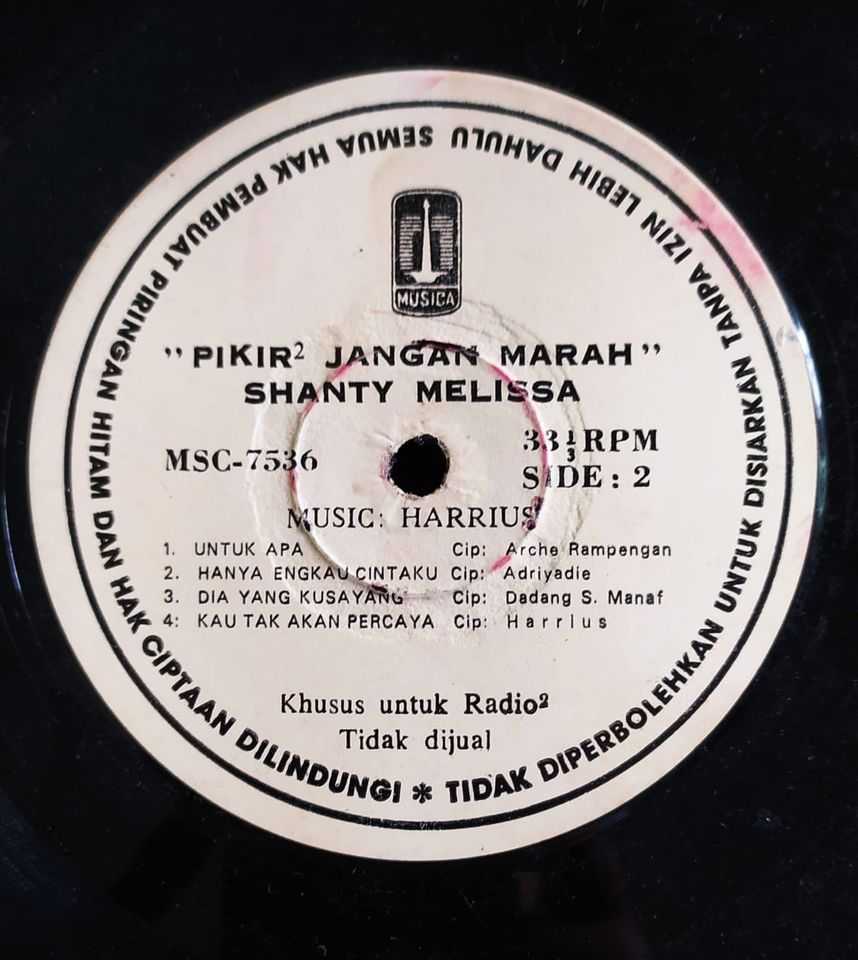 SEMUA HAK PEMBUAT PIRINGAN HITAM DAN HAK CIPTAAN DILINDUNGI * TIDAK DIPERBOLEHKAN UNTUK DISIARKAN TANPA IZIN LEBIH DAHULU
MUSICA
"PIKIR² JANGAN MARAH"
SHANTY MELISSA
MSC-7536
33⅓ RPM
SIDE : 2
MUSIC: HARRIUS
1. UNTUK APA Cip: Arche Rampengan
2. HANYA ENGKAU CINTAKU Cip: Adriyadie
3. DIA YANG KUSAYANG Cip: Dadang S. Manaf
4: KAU TAK AKAN PERCAYA Cip: Harrius
Khusus untuk Radio²
Tidak dijual